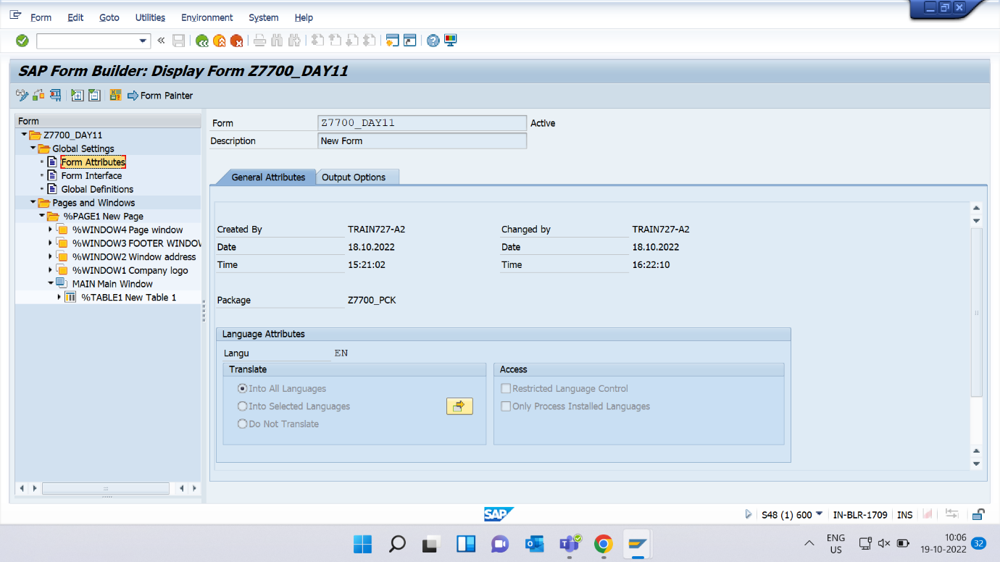 Form Edit Goto Utilities Environment System Help
SAP Form Builder: Display Form Z7700_DAY11
Form Painter
Form
Z7700_DAY11
Global Settings
Form Attributes
Form Interface
Global Definitions
Pages and Windows
%PAGE1 New Page
%WINDOW4 Page window
%WINDOW3 FOOTER WINDOW
%WINDOW2 Window address
%WINDOW1 Company logo
MAIN Main Window
%TABLE1 New Table 1
Form Z7700_DAY11 Active
Description New Form
General Attributes Output Options
Created By TRAIN727-A2 Changed by TRAIN727-A2
Date 18.10.2022 Date 18.10.2022
Time 15:21:02 Time 16:22:10
Package Z7700_PCK
Language Attributes
Langu EN
Translate Access
Into All Languages Restricted Language Control
Into Selected Languages Only Process Installed Languages
Do Not Translate
SAP S48 (1) 600 IN-BLR-1709 INS
ENG 10:06
US 19-10-2022 32